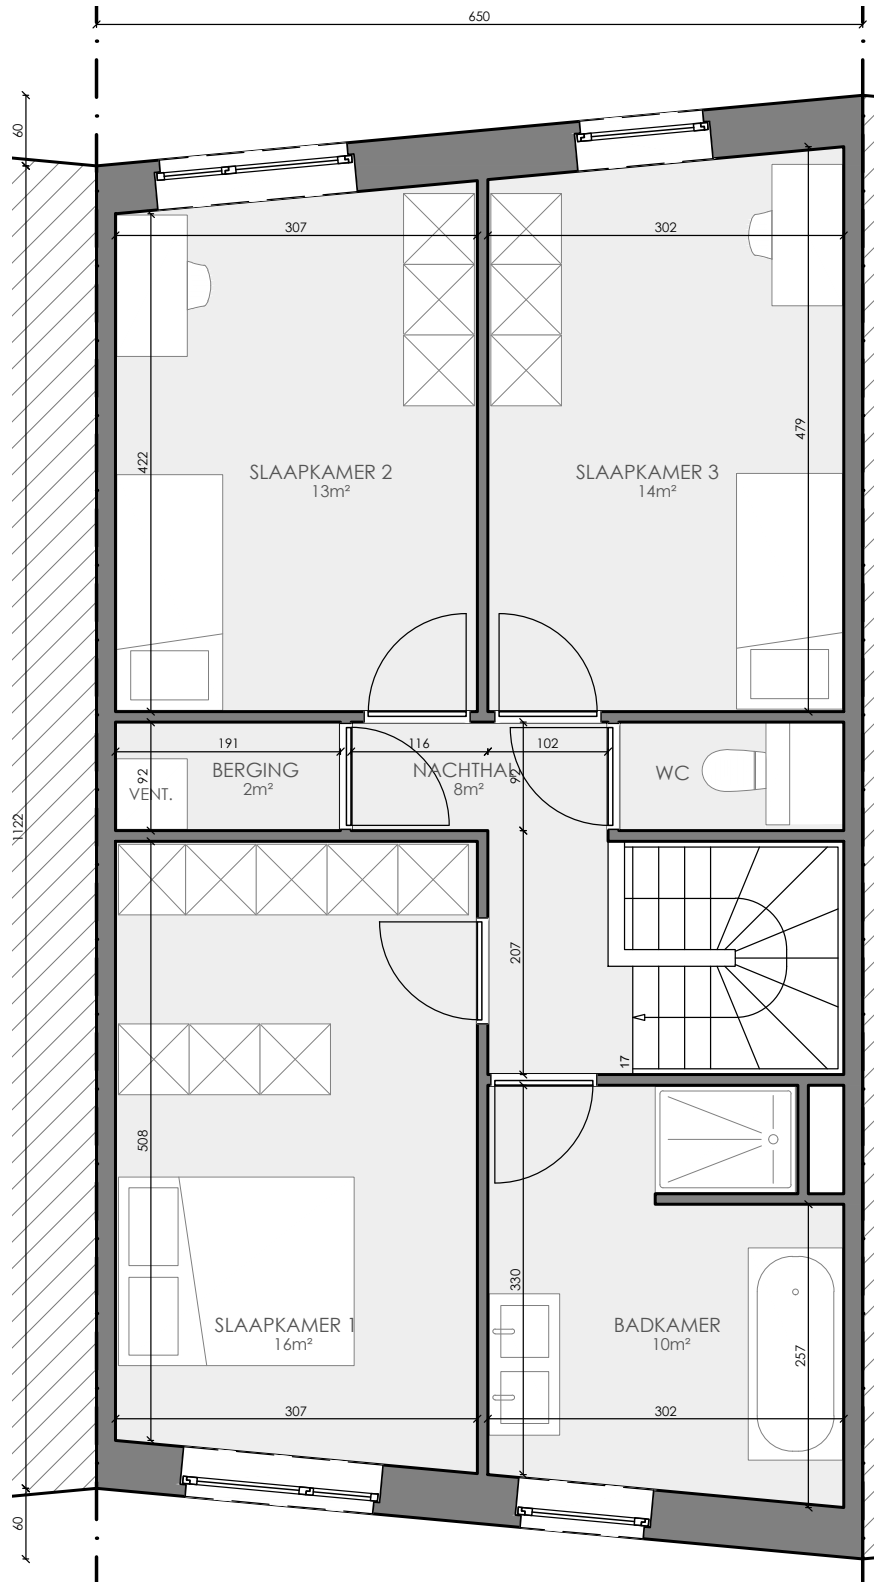 650
60
307
302
422
479
SLAAPKAMER 2
13m²
SLAAPKAMER 3
14m²
191
116
102
92
BERGING
2m²
VENT.
NACHTHAL
8m²
92
WC
1122
207
17
508
330
SLAAPKAMER 1
16m²
BADKAMER
10m²
257
307
302
60